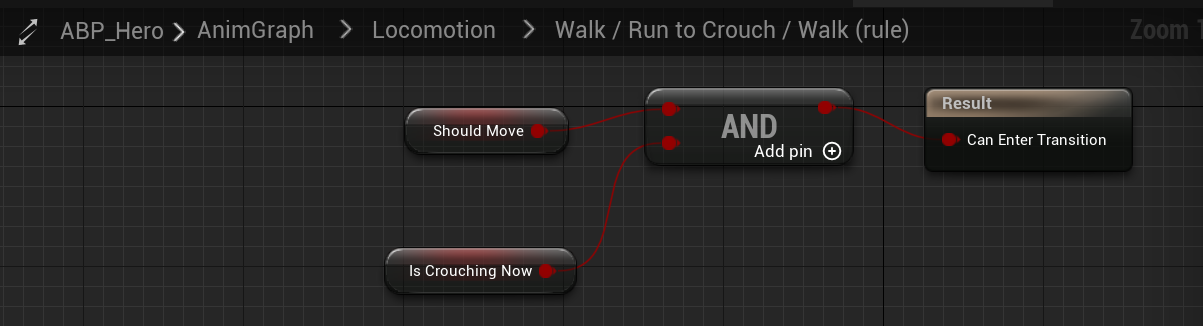 ABP_Hero > AnimGraph > Locomotion > Walk / Run to Crouch / Walk (rule)
Zoom
Should Move
AND
Add pin
Result
Can Enter Transition
Is Crouching Now